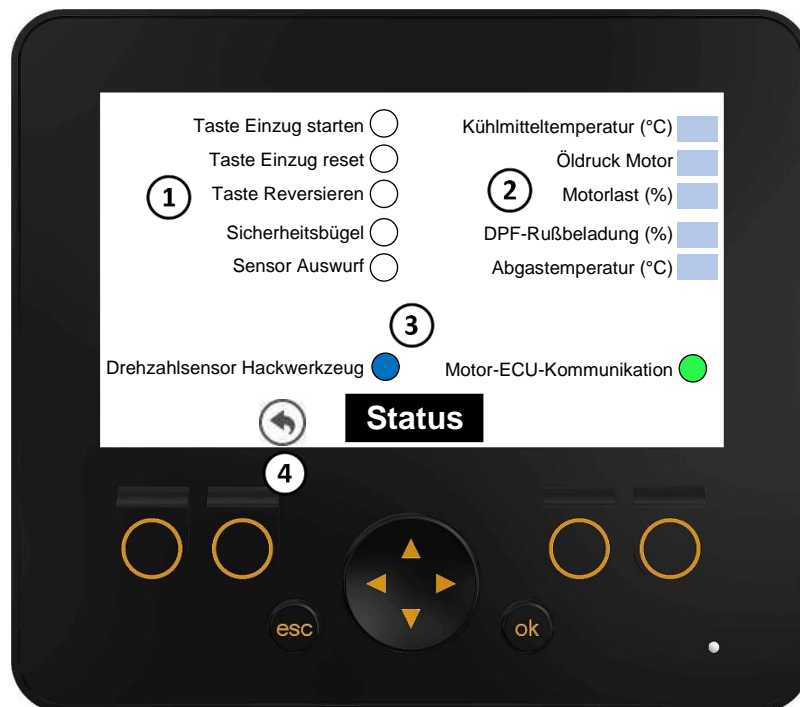 Taste Einzug starten
Taste Einzug reset
Taste Reversieren
Sicherheitsbügel
Sensor Auswurf
1
Kühlmitteltemperatur (°C)
Öldruck Motor
Motorlast (%)
DPF-Rußbeladung (%)
Abgastemperatur (°C)
2
3
Drehzahlsensor Hackwerkzeug
Motor-ECU-Kommunikation
Status
4
esc
ok